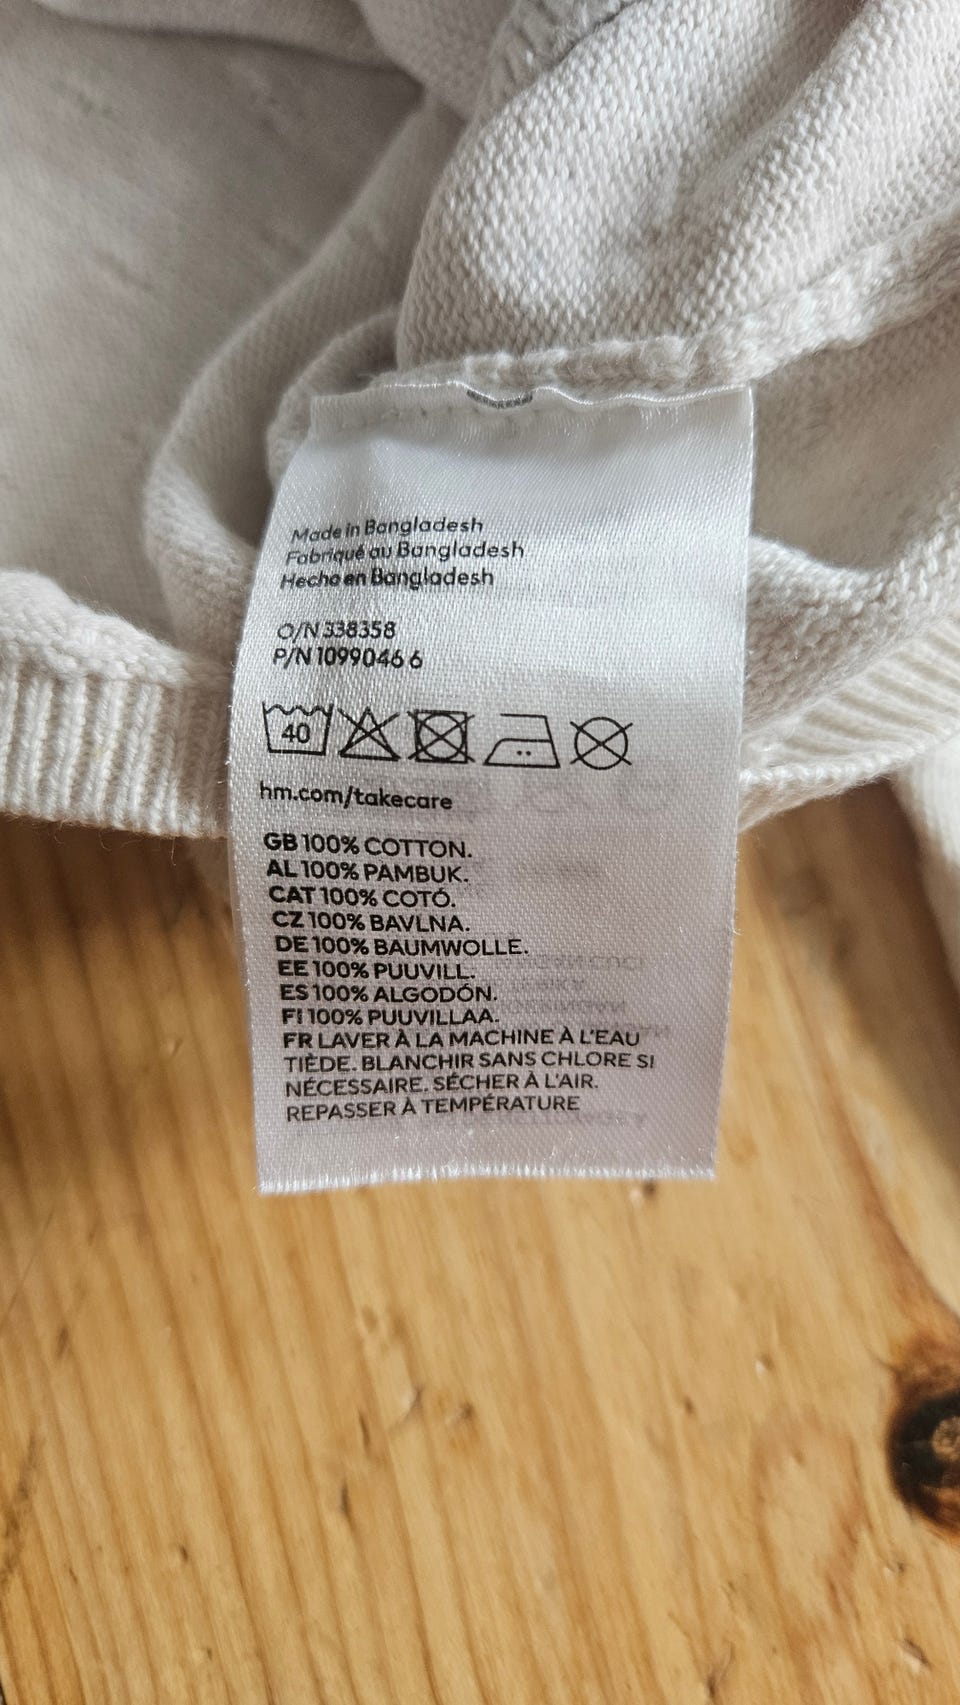 Made in Bangladesh
Fabriqué au Bangladesh
Hecho en Bangladesh
O/N 338358
P/N 1099046 6
40
hm.com/takecare
GB 100% COTTON.
AL 100% PAMBUK.
CAT 100% COTÓ.
CZ 100% BAVLNA.
DE 100% BAUMWOLLE.
EE 100% PUUVILL.
ES 100% ALGODÓN.
FI 100% PUUVILLAA.
FR LAVER À LA MACHINE À L'EAU
TIÈDE. BLANCHIR SANS CHLORE SI
NÉCESSAIRE. SÉCHER À L'AIR.
REPASSER À TEMPÉRATURE